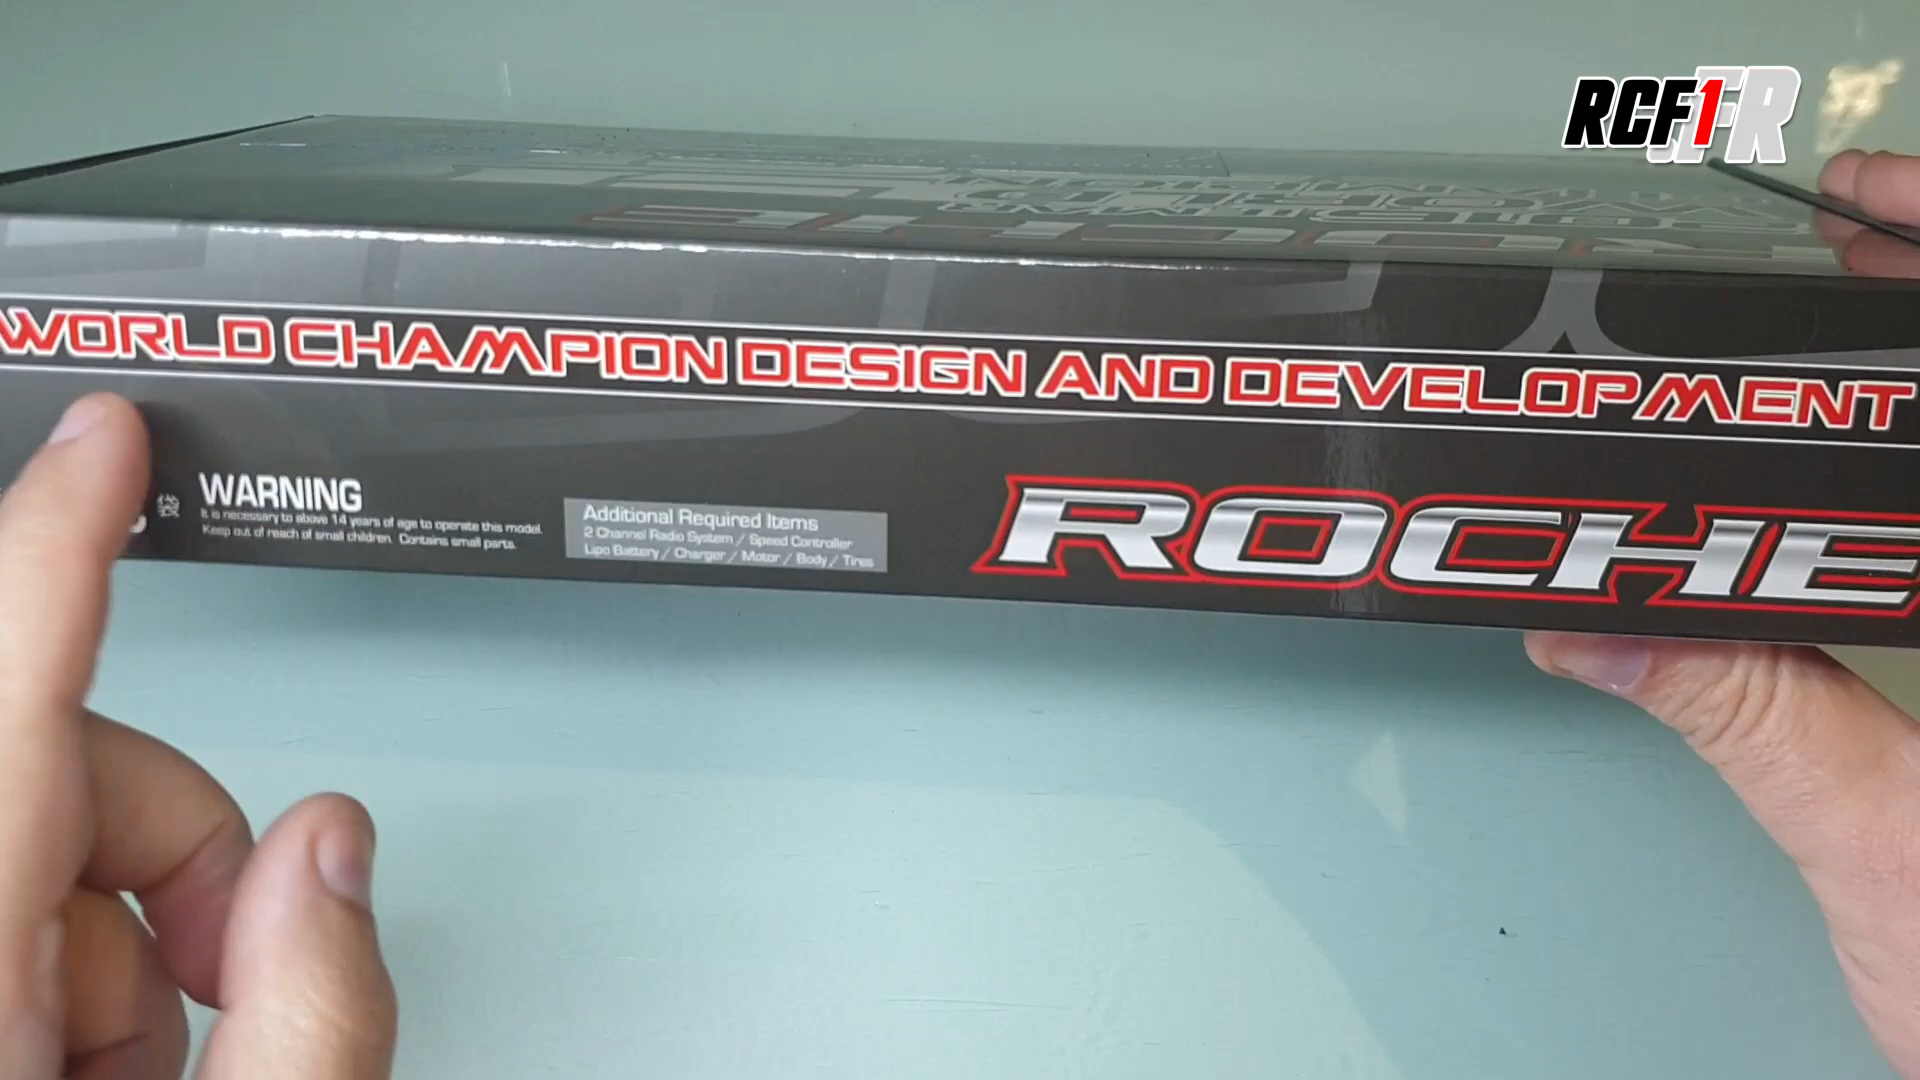 RCF1
FR
WORLD CHAMPION DESIGN AND DEVELOPMENT
WARNING
It is necessary to above 14 years of age to operate this model.
Keep out of reach of small children. Contains small parts.
Additional Required Items
2 Channel Radio System / Speed Controller
Lipo Battery / Charger / Motor / Body / Tires
ROCHE